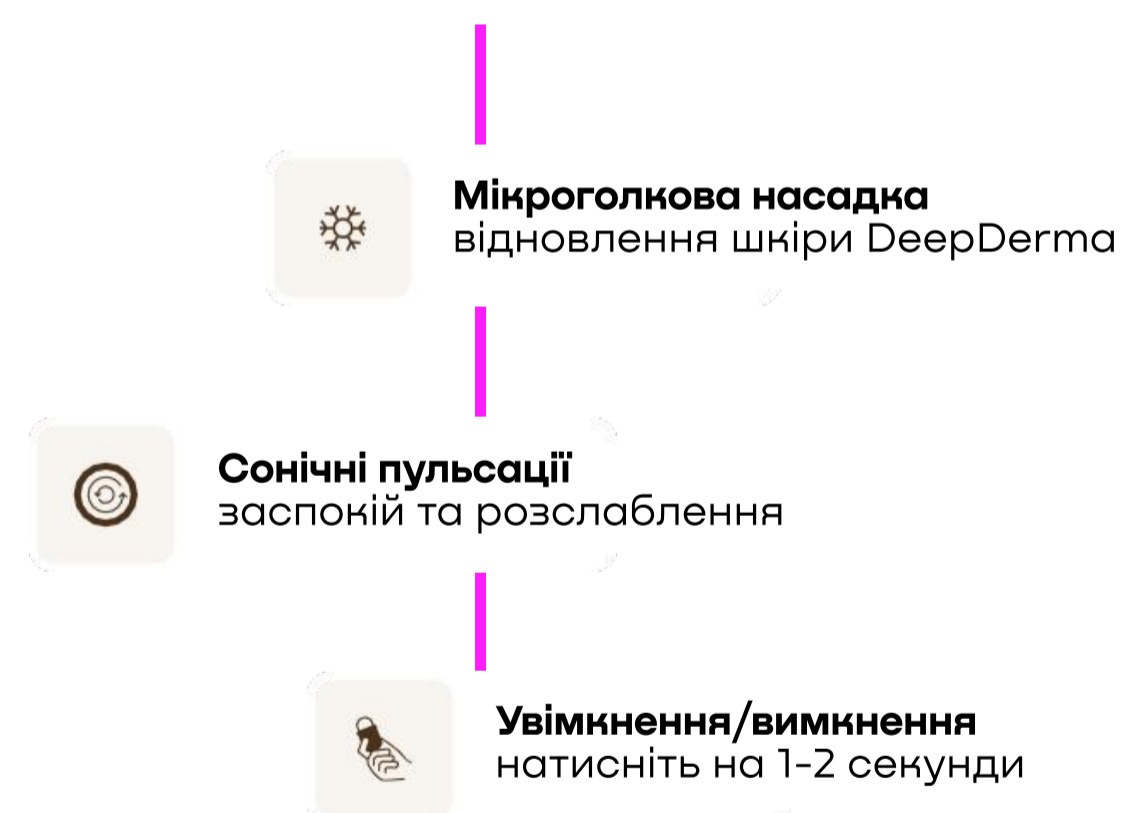 Мікроголкова насадка
відновлення шкіри DeepDerma
Сонічні пульсації
заспокій та розслаблення
Увімкнення/вимкнення
натисніть на 1-2 секунди